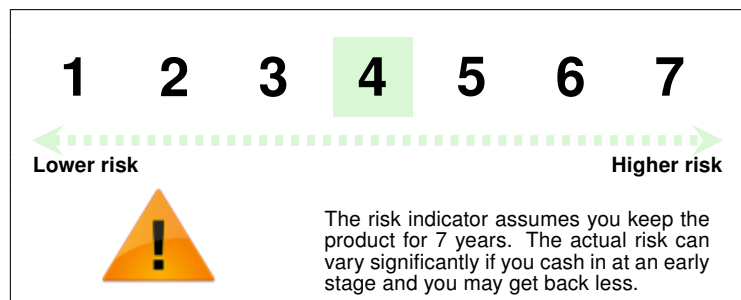 1 2 3 4 5 6 7
Lower risk Higher risk
!
The risk indicator assumes you keep the
product for 7 years. The actual risk can
vary significantly if you cash in at an early
stage and you may get back less.